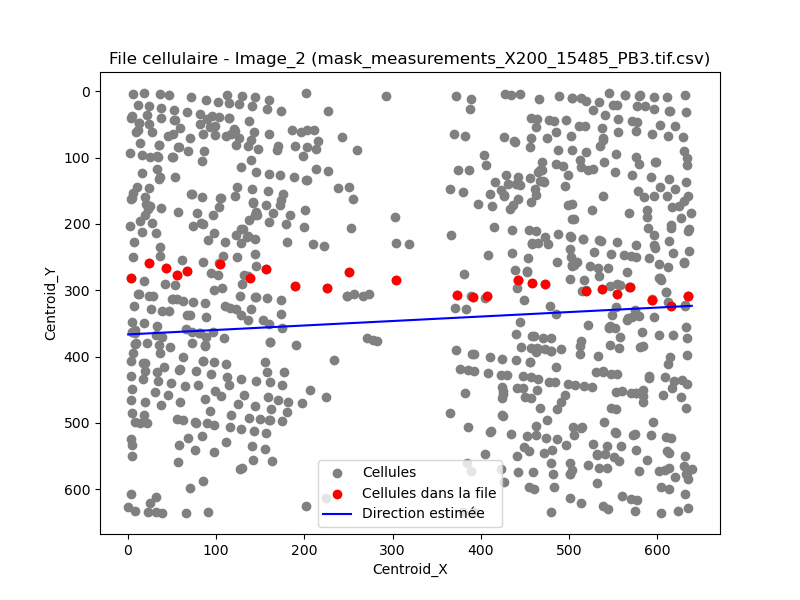 File cellulaire - Image_2 (mask_measurements_X200_15485_PB3.tif.csv)
0
100
200
300
400
500
600
Centroid_Y
Cellules
Cellules dans la file
Direction estimée
0 100 200 300 400 500 600
Centroid_X